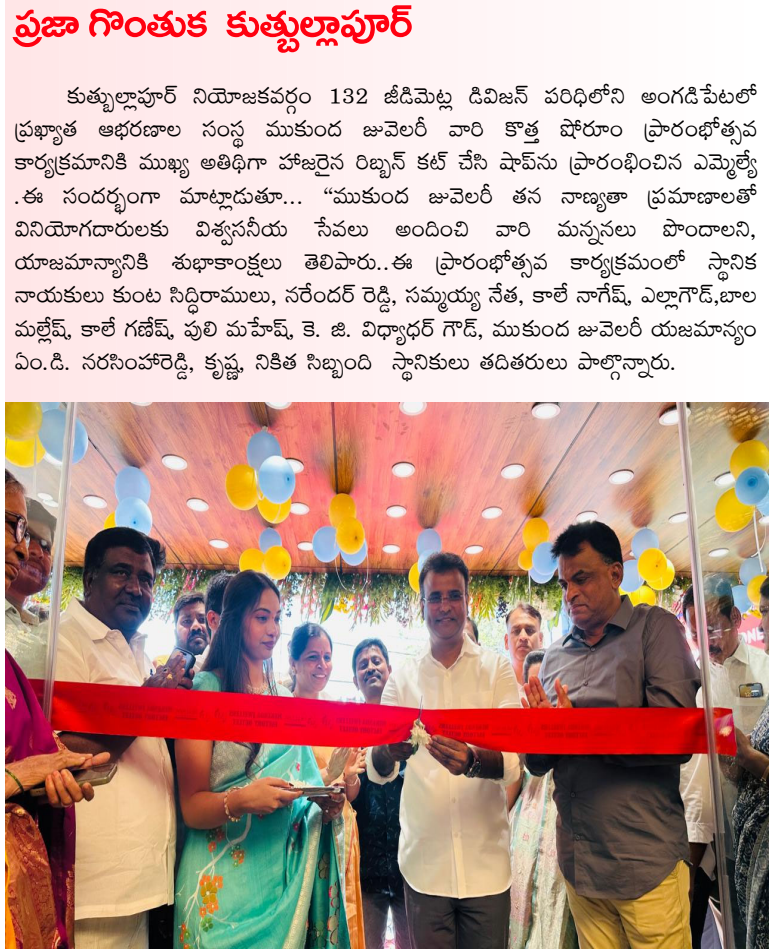 ప్రజా గొంతుక కుత్బుల్లాపూర్
కుత్బుల్లాపూర్ నియోజకవర్గం 132 జీడిమెట్ల డివిజన్ పరిధిలోని అంగడిపేటలో
ప్రఖ్యాత ఆభరణాల సంస్థ ముకుంద జువెలరీ వారి కొత్త షోరూం ప్రారంభోత్సవ
కార్యక్రమానికి ముఖ్య అతిథిగా హాజరైన రిబ్బన్ కట్ చేసి షాప్‌ను ప్రారంభించిన ఎమ్మెల్యే
.ఈ సందర్భంగా మాట్లాడుతూ... “ముకుంద జువెలరీ తన నాణ్యతా ప్రమాణాలతో
వినియోగదారులకు విశ్వసనీయ సేవలు అందించి వారి మన్ననలు పొందాలని,
యాజమాన్యానికి శుభాకాంక్షలు తెలిపారు..ఈ ప్రారంభోత్సవ కార్యక్రమంలో స్థానిక
నాయకులు కుంట సిద్ధిరాములు, నరేందర్ రెడ్డి, సమ్మయ్య నేత, కాలే నాగేష్, ఎల్లాగౌడ్,బాల
మల్లేష్, కాలే గణేష్, పులి మహేష్, కె. జి. విధ్యాధర్ గౌడ్, ముకుంద జువెలరీ యజమాన్యం
ఏం.డి. నరసింహారెడ్డి, కృష్ణ, నికిత సిబ్బంది స్థానికులు తదితరులు పాల్గొన్నారు.